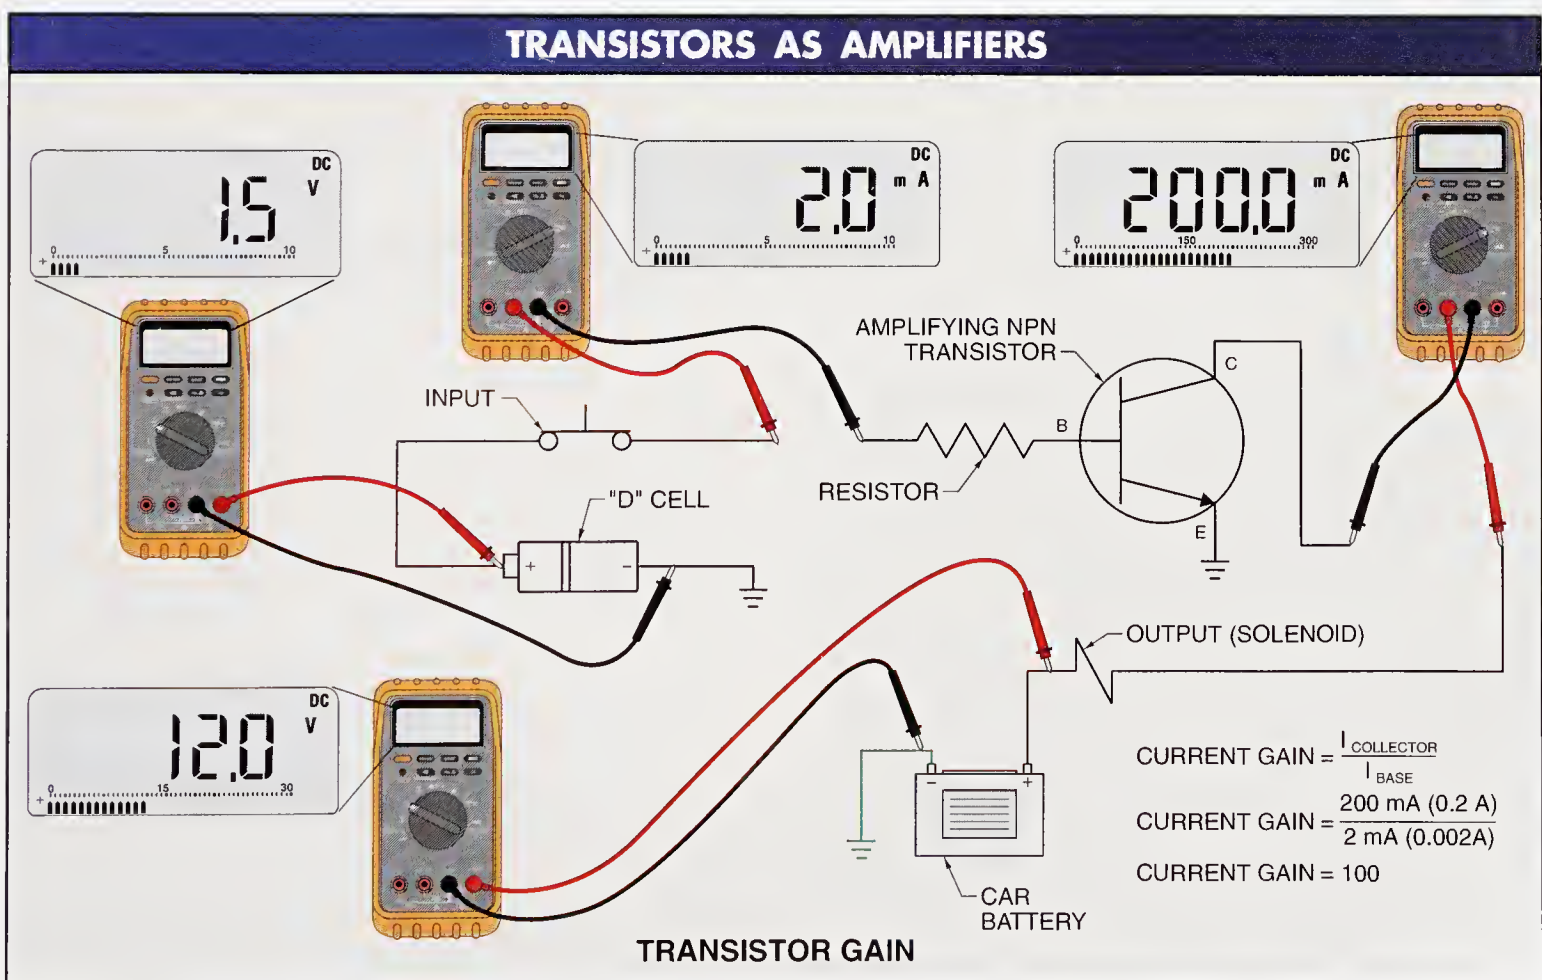 TRANSISTORS AS AMPLIFIERS
DC
1.5 V
0 5 10
+
DC
2.0 m A
0 5 10
+
DC
200.0 m A
0 150 300
+
AMPLIFYING NPN
TRANSISTOR
C
B
E
INPUT
RESISTOR
"D" CELL
+ -
OUTPUT (SOLENOID)
DC
12.0 V
0 15 30
+
- +
CAR
BATTERY
CURRENT GAIN = I COLLECTOR
I BASE
CURRENT GAIN = 200 mA (0.2 A)
2 mA (0.002A)
CURRENT GAIN = 100
TRANSISTOR GAIN